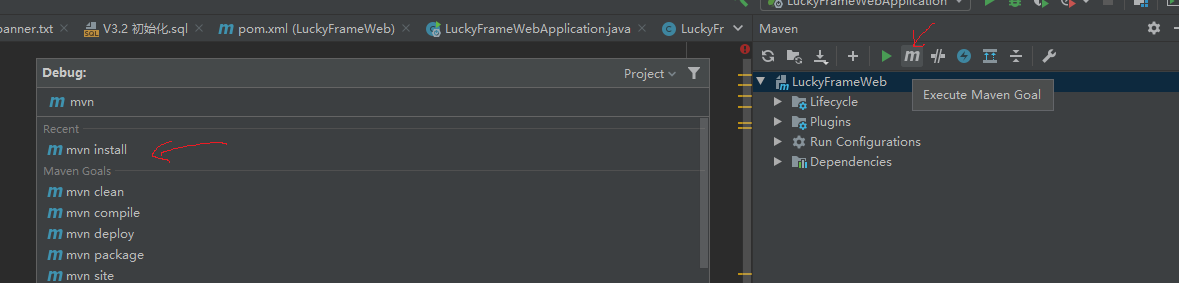 LuckyFrameWebApplication
banner.txt
V3.2 初始化.sql
pom.xml (LuckyFrameWeb)
LuckyFrameWebApplication.java
LuckyFr
Maven
Debug:
Project
mvn
Recent
mvn install
Maven Goals
mvn clean
mvn compile
mvn deploy
mvn package
mvn site
LuckyFrameWeb
Execute Maven Goal
Lifecycle
Plugins
Run Configurations
Dependencies